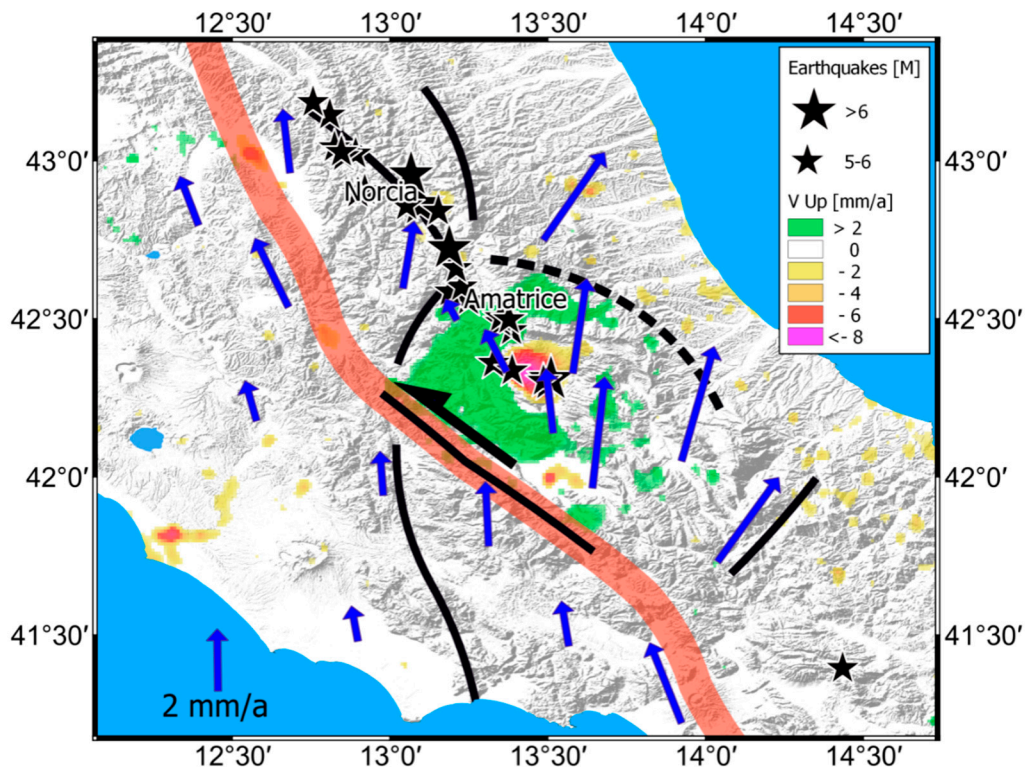 12°30′ 13°0′ 13°30′ 14°0′ 14°30′
Earthquakes [M]
>6
5-6
43°0′ 43°0′
Norcia
V Up [mm/a]
> 2
0
- 2
- 4
- 6
<- 8
Amatrice
42°30′ 42°30′
42°0′ 42°0′
41°30′ 41°30′
2 mm/a
12°30′ 13°0′ 13°30′ 14°0′ 14°30′